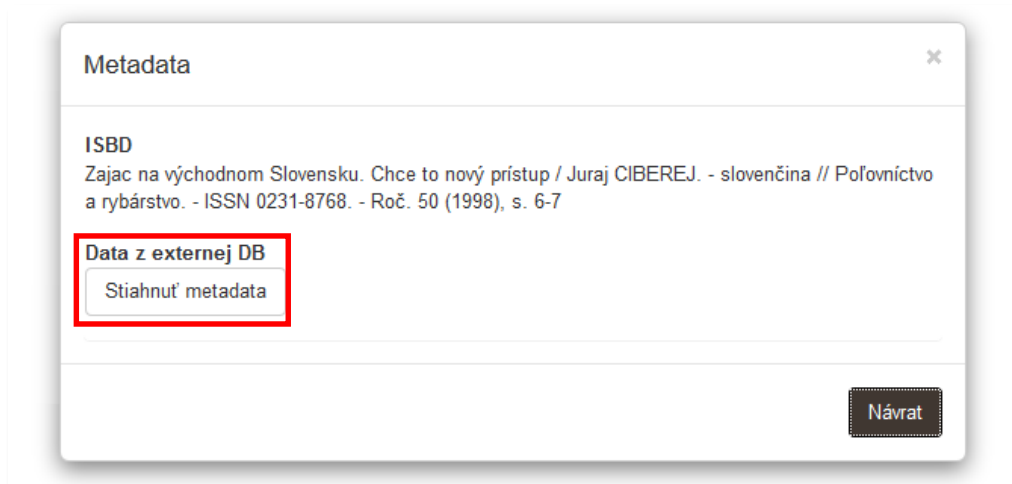 Metadata
×
ISBD
Zajac na východnom Slovensku. Chce to nový prístup / Juraj CIBEREJ. - slovenčina // Poľovníctvo
a rybárstvo. - ISSN 0231-8768. - Roč. 50 (1998), s. 6-7
Data z externej DB
Stiahnuť metadata
Návrat